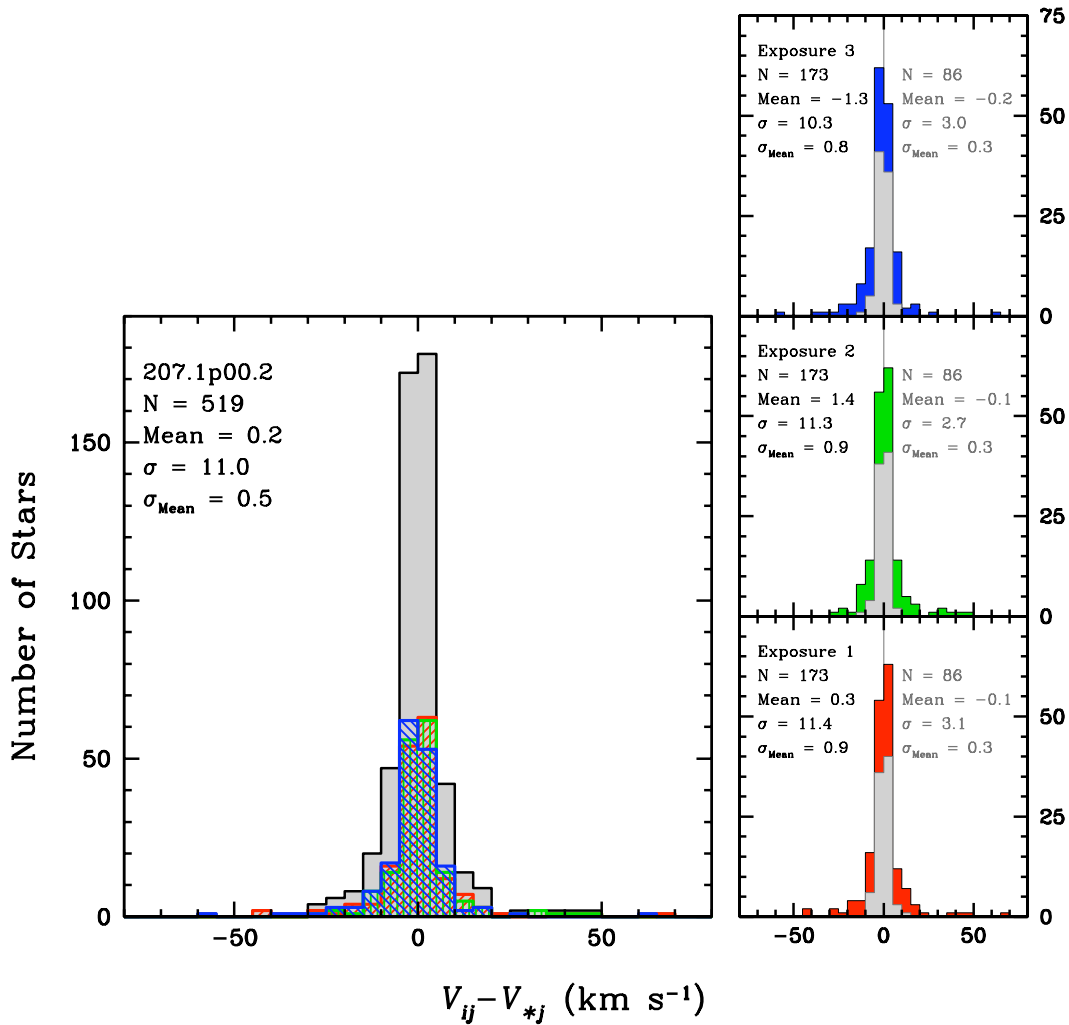 75
Exposure 3
N = 173 N = 86
Mean = −1.3 Mean = −0.2
50
σ = 10.3 σ = 3.0
σMean = 0.8 σMean = 0.3
25
0
Exposure 2
N = 173 N = 86
Mean = 1.4 Mean = −0.1
50
σ = 11.3 σ = 2.7
σMean = 0.9 σMean = 0.3
25
0
Exposure 1
N = 173 N = 86
Mean = 0.3 Mean = −0.1
50
σ = 11.4 σ = 3.1
σMean = 0.9 σMean = 0.3
25
0
−50 0 50
207.1p00.2
N = 519
Mean = 0.2
σ = 11.0
σMean = 0.5
150
100
50
0
−50 0 50
Number of Stars
Vij−V*j (km s−1)